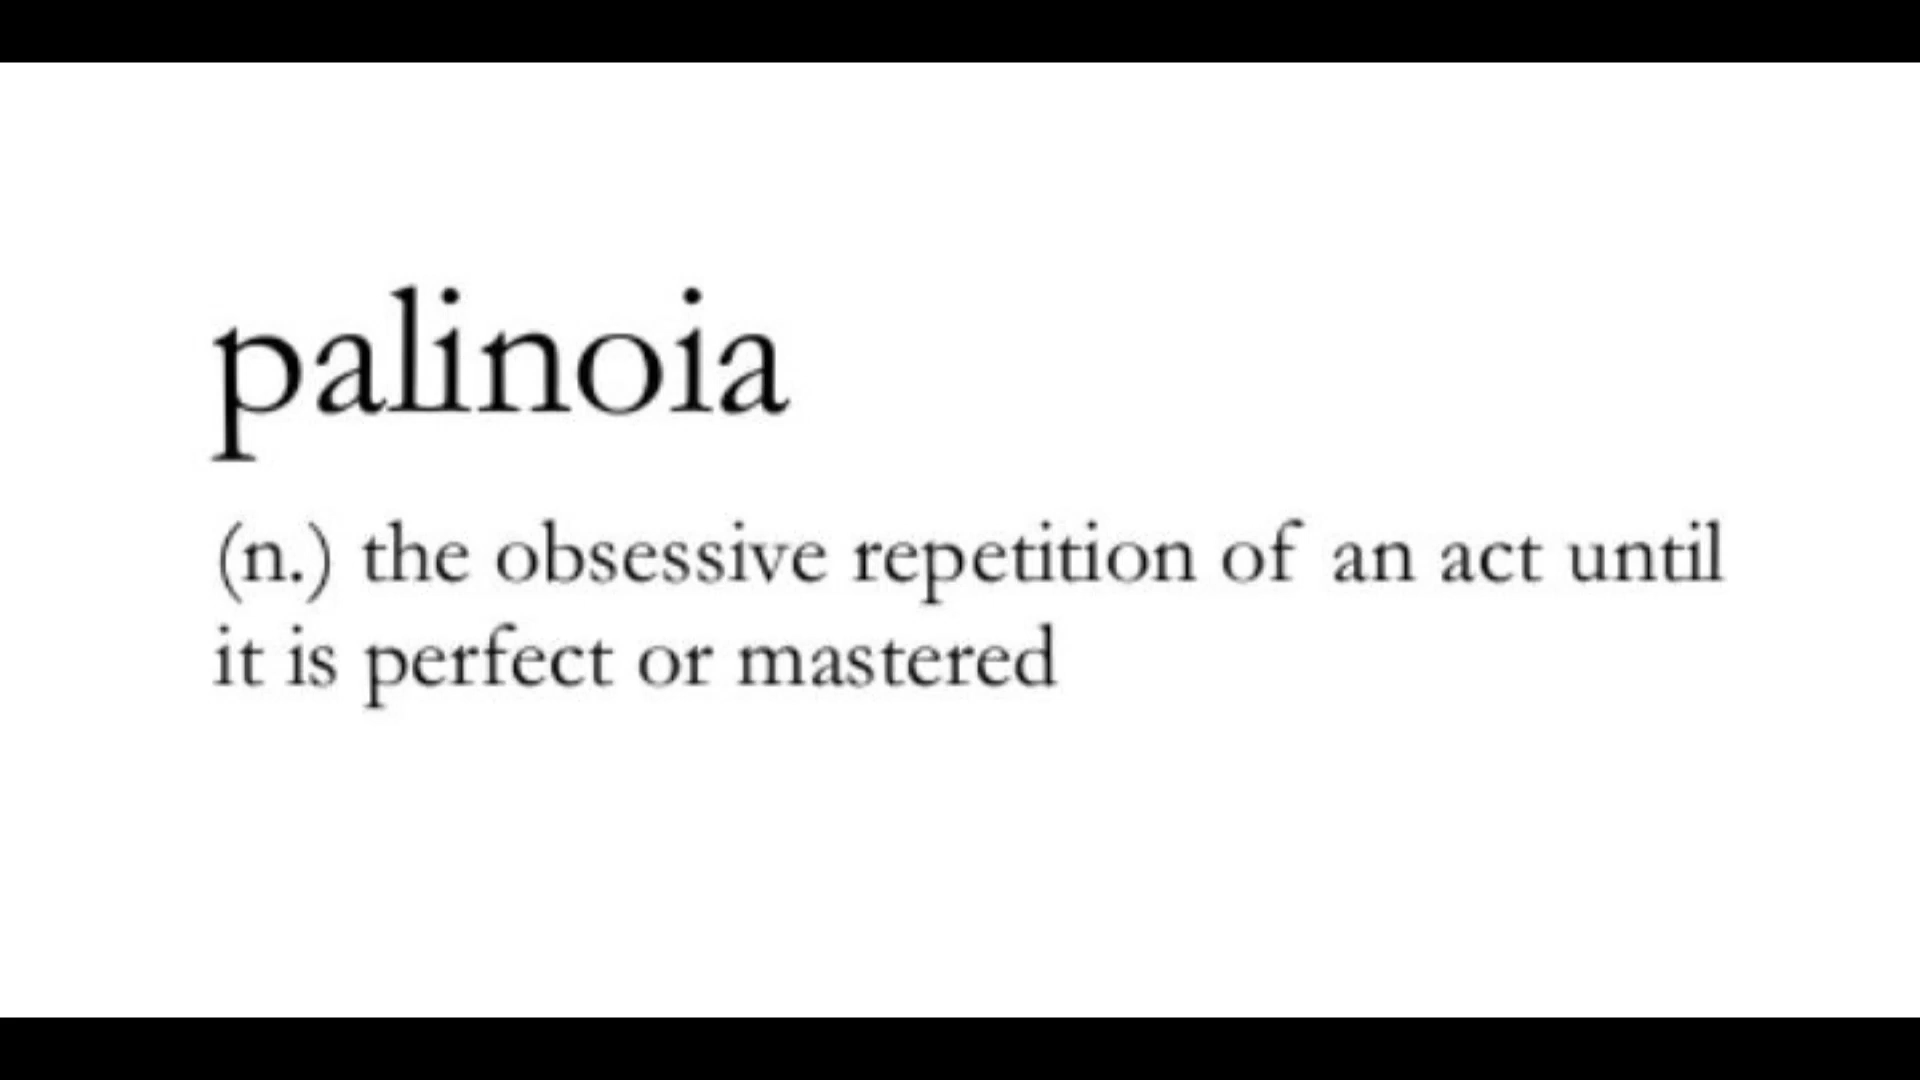 palinoia
(n.) the obsessive repetition of an act until
it is perfect or mastered